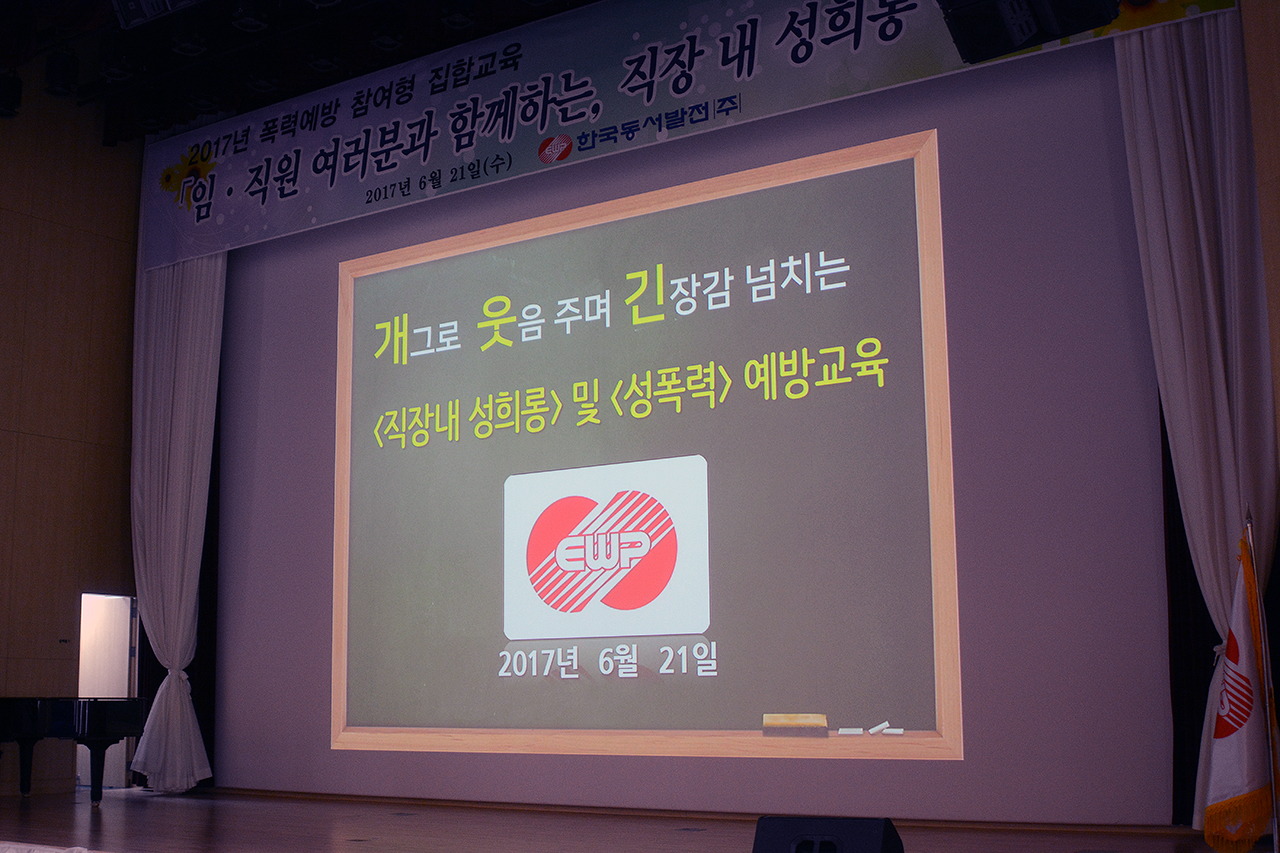 2017년 폭력예방 참여형 집합교육
『임·직원 여러분과 함께하는, 직장 내 성희롱
2017년 6월 21일(수)
EWP 한국동서발전(주)
개그로 웃음 주며 긴장감 넘치는
<직장내 성희롱> 및 <성폭력> 예방교육
EWP
2017년 6월 21일